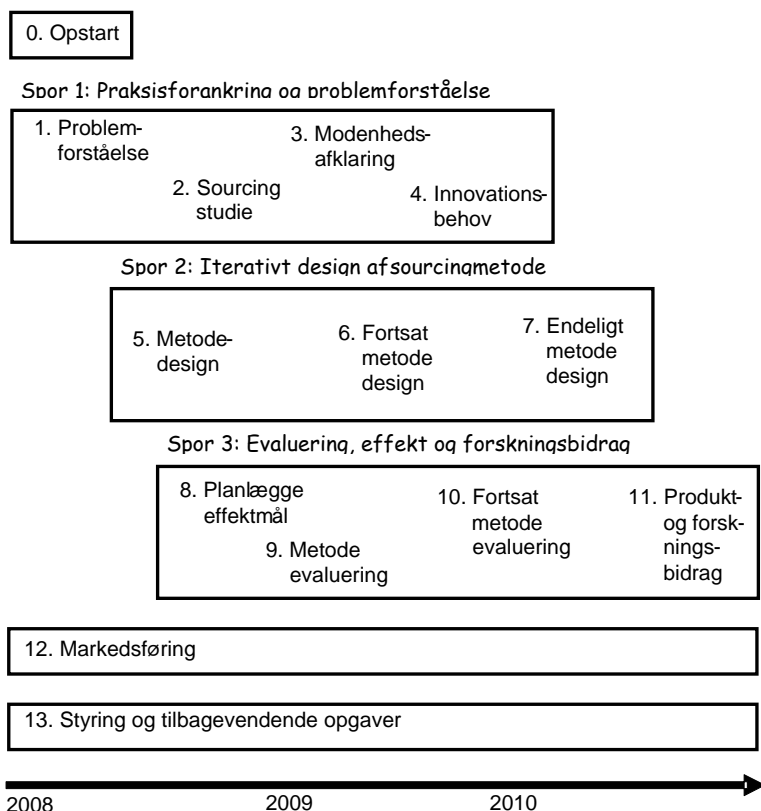 0. Opstart
Spor 1: Praksisforankring og problemforståelse
1. Problem-
forståelse
2. Sourcing
studie
3. Modenheds-
afklaring
4. Innovations-
behov
Spor 2: Iterativt design afsourcingmetode
5. Metode-
design
6. Fortsat
metode
design
7. Endeligt
metode
design
Spor 3: Evaluering, effekt og forskningsbidrag
8. Planlægge
effektmål
9. Metode
evaluering
10. Fortsat
metode
evaluering
11. Produkt-
og forsk-
nings-
bidrag
12. Markedsføring
13. Styring og tilbagevendende opgaver
2008
2009
2010